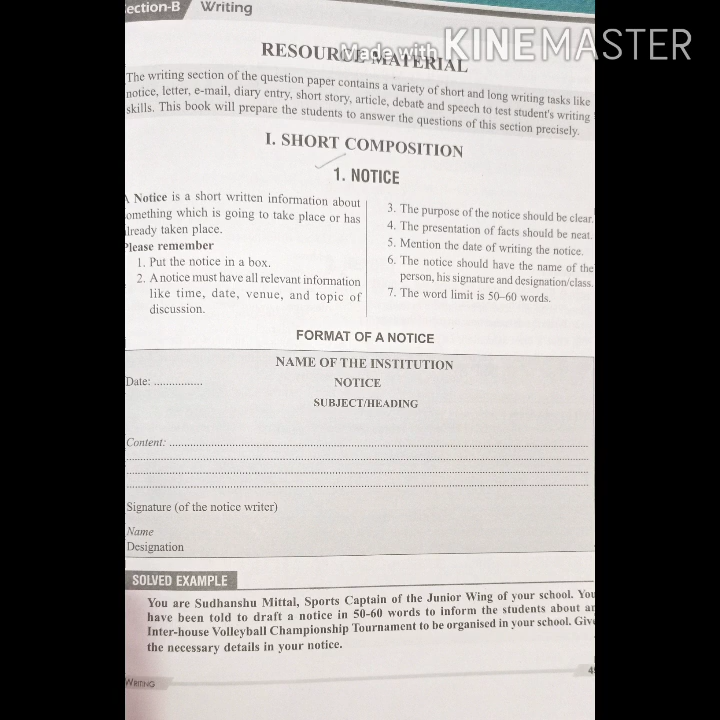 ection-B Writing
Made with KINEMASTER
RESOURCE MATERIAL
The writing section of the question paper contains a variety of short and long writing tasks like
notice, letter, e-mail, diary entry, short story, article, debate and speech to test student's writing
skills. This book will prepare the students to answer the questions of this section precisely.
I. SHORT COMPOSITION
1. NOTICE
A Notice is a short written information about
omething which is going to take place or has
lready taken place.
Please remember
1. Put the notice in a box.
2. A notice must have all relevant information
like time, date, venue, and topic of
discussion.
3. The purpose of the notice should be clear.
4. The presentation of facts should be neat.
5. Mention the date of writing the notice.
6. The notice should have the name of the
person, his signature and designation/class.
7. The word limit is 50–60 words.
FORMAT OF A NOTICE
NAME OF THE INSTITUTION
Date: ................ NOTICE
SUBJECT/HEADING
Content: ................
Signature (of the notice writer)
Name
Designation
SOLVED EXAMPLE
You are Sudhanshu Mittal, Sports Captain of the Junior Wing of your school. You
have been told to draft a notice in 50-60 words to inform the students about an
Inter-house Volleyball Championship Tournament to be organised in your school. Give
the necessary details in your notice.
WRITING